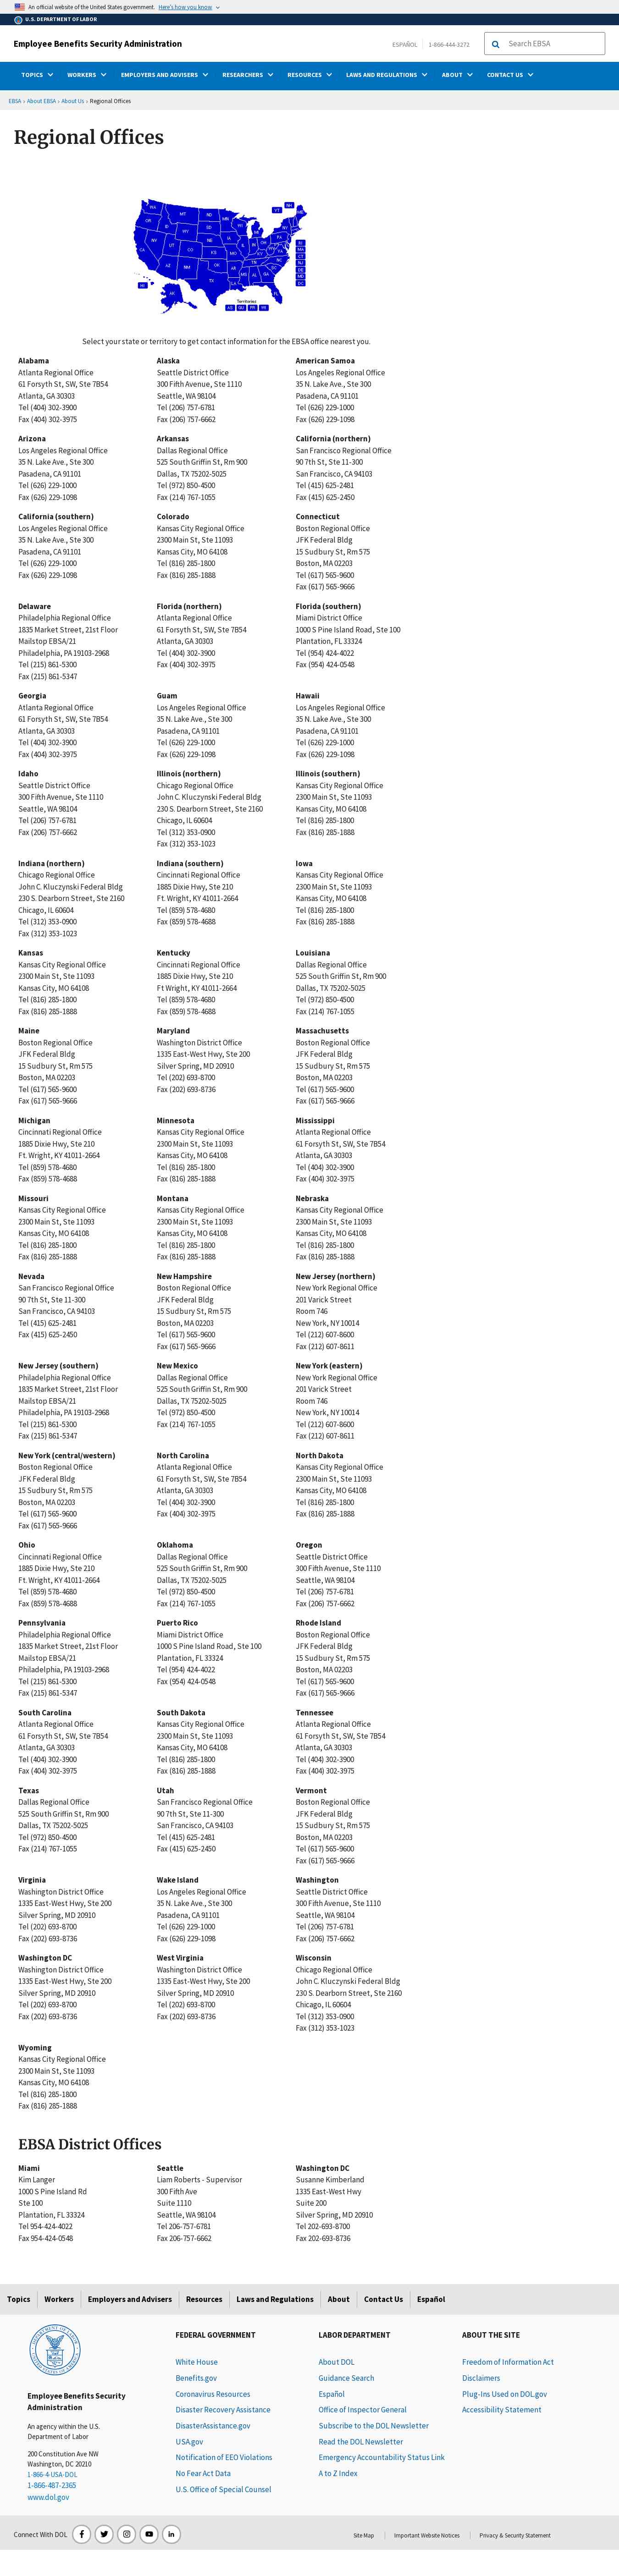 An official website of the United States government. Here's how you know
U.S. DEPARTMENT OF LABOR
Employee Benefits Security Administration
ESPAÑOL 1-866-444-3272
Search EBSA
TOPICS WORKERS EMPLOYERS AND ADVISERS RESEARCHERS RESOURCES LAWS AND REGULATIONS ABOUT CONTACT US
EBSA › About EBSA › About Us › Regional Offices
Regional Offices
WA
OR
CA
NV
ID
MT
WY
UT
AZ
CO
NM
ND
SD
NE
KS
OK
TX
MN
IA
MO
AR
LA
IL
IN
OH
KY
TN
MS
AL
GA
FL
SC
NC
PA
NY
VT
NH
RI
MA
CT
NJ
DE
MD
DC
AK
HI
Territories
AS GU PR
Select your state or territory to get contact information for the EBSA office nearest you.
Alabama
Atlanta Regional Office
61 Forsyth St, SW, Ste 7B54
Atlanta, GA 30303
Tel (404) 302-3900
Fax (404) 302-3975
Alaska
Seattle District Office
300 Fifth Avenue, Ste 1110
Seattle, WA 98104
Tel (206) 757-6781
Fax (206) 757-6662
American Samoa
Los Angeles Regional Office
35 N. Lake Ave., Ste 300
Pasadena, CA 91101
Tel (626) 229-1000
Fax (626) 229-1098
Arizona
Los Angeles Regional Office
35 N. Lake Ave., Ste 300
Pasadena, CA 91101
Tel (626) 229-1000
Fax (626) 229-1098
Arkansas
Dallas Regional Office
525 South Griffin St, Rm 900
Dallas, TX 75202-5025
Tel (972) 850-4500
Fax (214) 767-1055
California (northern)
San Francisco Regional Office
90 7th St, Ste 11-300
San Francisco, CA 94103
Tel (415) 625-2481
Fax (415) 625-2450
California (southern)
Los Angeles Regional Office
35 N. Lake Ave., Ste 300
Pasadena, CA 91101
Tel (626) 229-1000
Fax (626) 229-1098
Colorado
Kansas City Regional Office
2300 Main St, Ste 11093
Kansas City, MO 64108
Tel (816) 285-1800
Fax (816) 285-1888
Connecticut
Boston Regional Office
JFK Federal Bldg
15 Sudbury St, Rm 575
Boston, MA 02203
Tel (617) 565-9600
Fax (617) 565-9666
Delaware
Philadelphia Regional Office
1835 Market Street, 21st Floor
Mailstop EBSA/21
Philadelphia, PA 19103-2968
Tel (215) 861-5300
Fax (215) 861-5347
Florida (northern)
Atlanta Regional Office
61 Forsyth St, SW, Ste 7B54
Atlanta, GA 30303
Tel (404) 302-3900
Fax (404) 302-3975
Florida (southern)
Miami District Office
1000 S Pine Island Road, Ste 100
Plantation, FL 33324
Tel (954) 424-4022
Fax (954) 424-0548
Georgia
Atlanta Regional Office
61 Forsyth St, SW, Ste 7B54
Atlanta, GA 30303
Tel (404) 302-3900
Fax (404) 302-3975
Guam
Los Angeles Regional Office
35 N. Lake Ave., Ste 300
Pasadena, CA 91101
Tel (626) 229-1000
Fax (626) 229-1098
Hawaii
Los Angeles Regional Office
35 N. Lake Ave., Ste 300
Pasadena, CA 91101
Tel (626) 229-1000
Fax (626) 229-1098
Idaho
Seattle District Office
300 Fifth Avenue, Ste 1110
Seattle, WA 98104
Tel (206) 757-6781
Fax (206) 757-6662
Illinois (northern)
Chicago Regional Office
John C. Kluczynski Federal Bldg
230 S. Dearborn Street, Ste 2160
Chicago, IL 60604
Tel (312) 353-0900
Fax (312) 353-1023
Illinois (southern)
Kansas City Regional Office
2300 Main St, Ste 11093
Kansas City, MO 64108
Tel (816) 285-1800
Fax (816) 285-1888
Indiana (northern)
Chicago Regional Office
John C. Kluczynski Federal Bldg
230 S. Dearborn Street, Ste 2160
Chicago, IL 60604
Tel (312) 353-0900
Fax (312) 353-1023
Indiana (southern)
Cincinnati Regional Office
1885 Dixie Hwy, Ste 210
Ft. Wright, KY 41011-2664
Tel (859) 578-4680
Fax (859) 578-4688
Iowa
Kansas City Regional Office
2300 Main St, Ste 11093
Kansas City, MO 64108
Tel (816) 285-1800
Fax (816) 285-1888
Kansas
Kansas City Regional Office
2300 Main St, Ste 11093
Kansas City, MO 64108
Tel (816) 285-1800
Fax (816) 285-1888
Kentucky
Cincinnati Regional Office
1885 Dixie Hwy, Ste 210
Ft Wright, KY 41011-2664
Tel (859) 578-4680
Fax (859) 578-4688
Louisiana
Dallas Regional Office
525 South Griffin St, Rm 900
Dallas, TX 75202-5025
Tel (972) 850-4500
Fax (214) 767-1055
Maine
Boston Regional Office
JFK Federal Bldg
15 Sudbury St, Rm 575
Boston, MA 02203
Tel (617) 565-9600
Fax (617) 565-9666
Maryland
Washington District Office
1335 East-West Hwy, Ste 200
Silver Spring, MD 20910
Tel (202) 693-8700
Fax (202) 693-8736
Massachusetts
Boston Regional Office
JFK Federal Bldg
15 Sudbury St, Rm 575
Boston, MA 02203
Tel (617) 565-9600
Fax (617) 565-9666
Michigan
Cincinnati Regional Office
1885 Dixie Hwy, Ste 210
Ft. Wright, KY 41011-2664
Tel (859) 578-4680
Fax (859) 578-4688
Minnesota
Kansas City Regional Office
2300 Main St, Ste 11093
Kansas City, MO 64108
Tel (816) 285-1800
Fax (816) 285-1888
Mississippi
Atlanta Regional Office
61 Forsyth St, SW, Ste 7B54
Atlanta, GA 30303
Tel (404) 302-3900
Fax (404) 302-3975
Missouri
Kansas City Regional Office
2300 Main St, Ste 11093
Kansas City, MO 64108
Tel (816) 285-1800
Fax (816) 285-1888
Montana
Kansas City Regional Office
2300 Main St, Ste 11093
Kansas City, MO 64108
Tel (816) 285-1800
Fax (816) 285-1888
Nebraska
Kansas City Regional Office
2300 Main St, Ste 11093
Kansas City, MO 64108
Tel (816) 285-1800
Fax (816) 285-1888
Nevada
San Francisco Regional Office
90 7th St, Ste 11-300
San Francisco, CA 94103
Tel (415) 625-2481
Fax (415) 625-2450
New Hampshire
Boston Regional Office
JFK Federal Bldg
15 Sudbury St, Rm 575
Boston, MA 02203
Tel (617) 565-9600
Fax (617) 565-9666
New Jersey (northern)
New York Regional Office
201 Varick Street
Room 746
New York, NY 10014
Tel (212) 607-8600
Fax (212) 607-8611
New Jersey (southern)
Philadelphia Regional Office
1835 Market Street, 21st Floor
Mailstop EBSA/21
Philadelphia, PA 19103-2968
Tel (215) 861-5300
Fax (215) 861-5347
New Mexico
Dallas Regional Office
525 South Griffin St, Rm 900
Dallas, TX 75202-5025
Tel (972) 850-4500
Fax (214) 767-1055
New York (eastern)
New York Regional Office
201 Varick Street
Room 746
New York, NY 10014
Tel (212) 607-8600
Fax (212) 607-8611
New York (central/western)
Boston Regional Office
JFK Federal Bldg
15 Sudbury St, Rm 575
Boston, MA 02203
Tel (617) 565-9600
Fax (617) 565-9666
North Carolina
Atlanta Regional Office
61 Forsyth St, SW, Ste 7B54
Atlanta, GA 30303
Tel (404) 302-3900
Fax (404) 302-3975
North Dakota
Kansas City Regional Office
2300 Main St, Ste 11093
Kansas City, MO 64108
Tel (816) 285-1800
Fax (816) 285-1888
Ohio
Cincinnati Regional Office
1885 Dixie Hwy, Ste 210
Ft. Wright, KY 41011-2664
Tel (859) 578-4680
Fax (859) 578-4688
Oklahoma
Dallas Regional Office
525 South Griffin St, Rm 900
Dallas, TX 75202-5025
Tel (972) 850-4500
Fax (214) 767-1055
Oregon
Seattle District Office
300 Fifth Avenue, Ste 1110
Seattle, WA 98104
Tel (206) 757-6781
Fax (206) 757-6662
Pennsylvania
Philadelphia Regional Office
1835 Market Street, 21st Floor
Mailstop EBSA/21
Philadelphia, PA 19103-2968
Tel (215) 861-5300
Fax (215) 861-5347
Puerto Rico
Miami District Office
1000 S Pine Island Road, Ste 100
Plantation, FL 33324
Tel (954) 424-4022
Fax (954) 424-0548
Rhode Island
Boston Regional Office
JFK Federal Bldg
15 Sudbury St, Rm 575
Boston, MA 02203
Tel (617) 565-9600
Fax (617) 565-9666
South Carolina
Atlanta Regional Office
61 Forsyth St, SW, Ste 7B54
Atlanta, GA 30303
Tel (404) 302-3900
Fax (404) 302-3975
South Dakota
Kansas City Regional Office
2300 Main St, Ste 11093
Kansas City, MO 64108
Tel (816) 285-1800
Fax (816) 285-1888
Tennessee
Atlanta Regional Office
61 Forsyth St, SW, Ste 7B54
Atlanta, GA 30303
Tel (404) 302-3900
Fax (404) 302-3975
Texas
Dallas Regional Office
525 South Griffin St, Rm 900
Dallas, TX 75202-5025
Tel (972) 850-4500
Fax (214) 767-1055
Utah
San Francisco Regional Office
90 7th St, Ste 11-300
San Francisco, CA 94103
Tel (415) 625-2481
Fax (415) 625-2450
Vermont
Boston Regional Office
JFK Federal Bldg
15 Sudbury St, Rm 575
Boston, MA 02203
Tel (617) 565-9600
Fax (617) 565-9666
Virginia
Washington District Office
1335 East-West Hwy, Ste 200
Silver Spring, MD 20910
Tel (202) 693-8700
Fax (202) 693-8736
Wake Island
Los Angeles Regional Office
35 N. Lake Ave., Ste 300
Pasadena, CA 91101
Tel (626) 229-1000
Fax (626) 229-1098
Washington
Seattle District Office
300 Fifth Avenue, Ste 1110
Seattle, WA 98104
Tel (206) 757-6781
Fax (206) 757-6662
Washington DC
Washington District Office
1335 East-West Hwy, Ste 200
Silver Spring, MD 20910
Tel (202) 693-8700
Fax (202) 693-8736
West Virginia
Washington District Office
1335 East-West Hwy, Ste 200
Silver Spring, MD 20910
Tel (202) 693-8700
Fax (202) 693-8736
Wisconsin
Chicago Regional Office
John C. Kluczynski Federal Bldg
230 S. Dearborn Street, Ste 2160
Chicago, IL 60604
Tel (312) 353-0900
Fax (312) 353-1023
Wyoming
Kansas City Regional Office
2300 Main St, Ste 11093
Kansas City, MO 64108
Tel (816) 285-1800
Fax (816) 285-1888
EBSA District Offices
Miami
Kim Langer
1000 S Pine Island Rd
Ste 100
Plantation, FL 33324
Tel 954-424-4022
Fax 954-424-0548
Seattle
Liam Roberts - Supervisor
300 Fifth Ave
Suite 1110
Seattle, WA 98104
Tel 206-757-6781
Fax 206-757-6662
Washington DC
Susanne Kimberland
1335 East-West Hwy
Suite 200
Silver Spring, MD 20910
Tel 202-693-8700
Fax 202-693-8736
Topics Workers Employers and Advisers Resources Laws and Regulations About Contact Us Español
Employee Benefits Security
Administration
An agency within the U.S.
Department of Labor
200 Constitution Ave NW
Washington, DC 20210
1-866-4-USA-DOL
1-866-487-2365
www.dol.gov
FEDERAL GOVERNMENT
White House
Benefits.gov
Coronavirus Resources
Disaster Recovery Assistance
DisasterAssistance.gov
USA.gov
Notification of EEO Violations
No Fear Act Data
U.S. Office of Special Counsel
LABOR DEPARTMENT
About DOL
Guidance Search
Español
Office of Inspector General
Subscribe to the DOL Newsletter
Read the DOL Newsletter
Emergency Accountability Status Link
A to Z Index
ABOUT THE SITE
Freedom of Information Act
Disclaimers
Plug-Ins Used on DOL.gov
Accessibility Statement
Connect With DOL
Site Map Important Website Notices Privacy & Security Statement